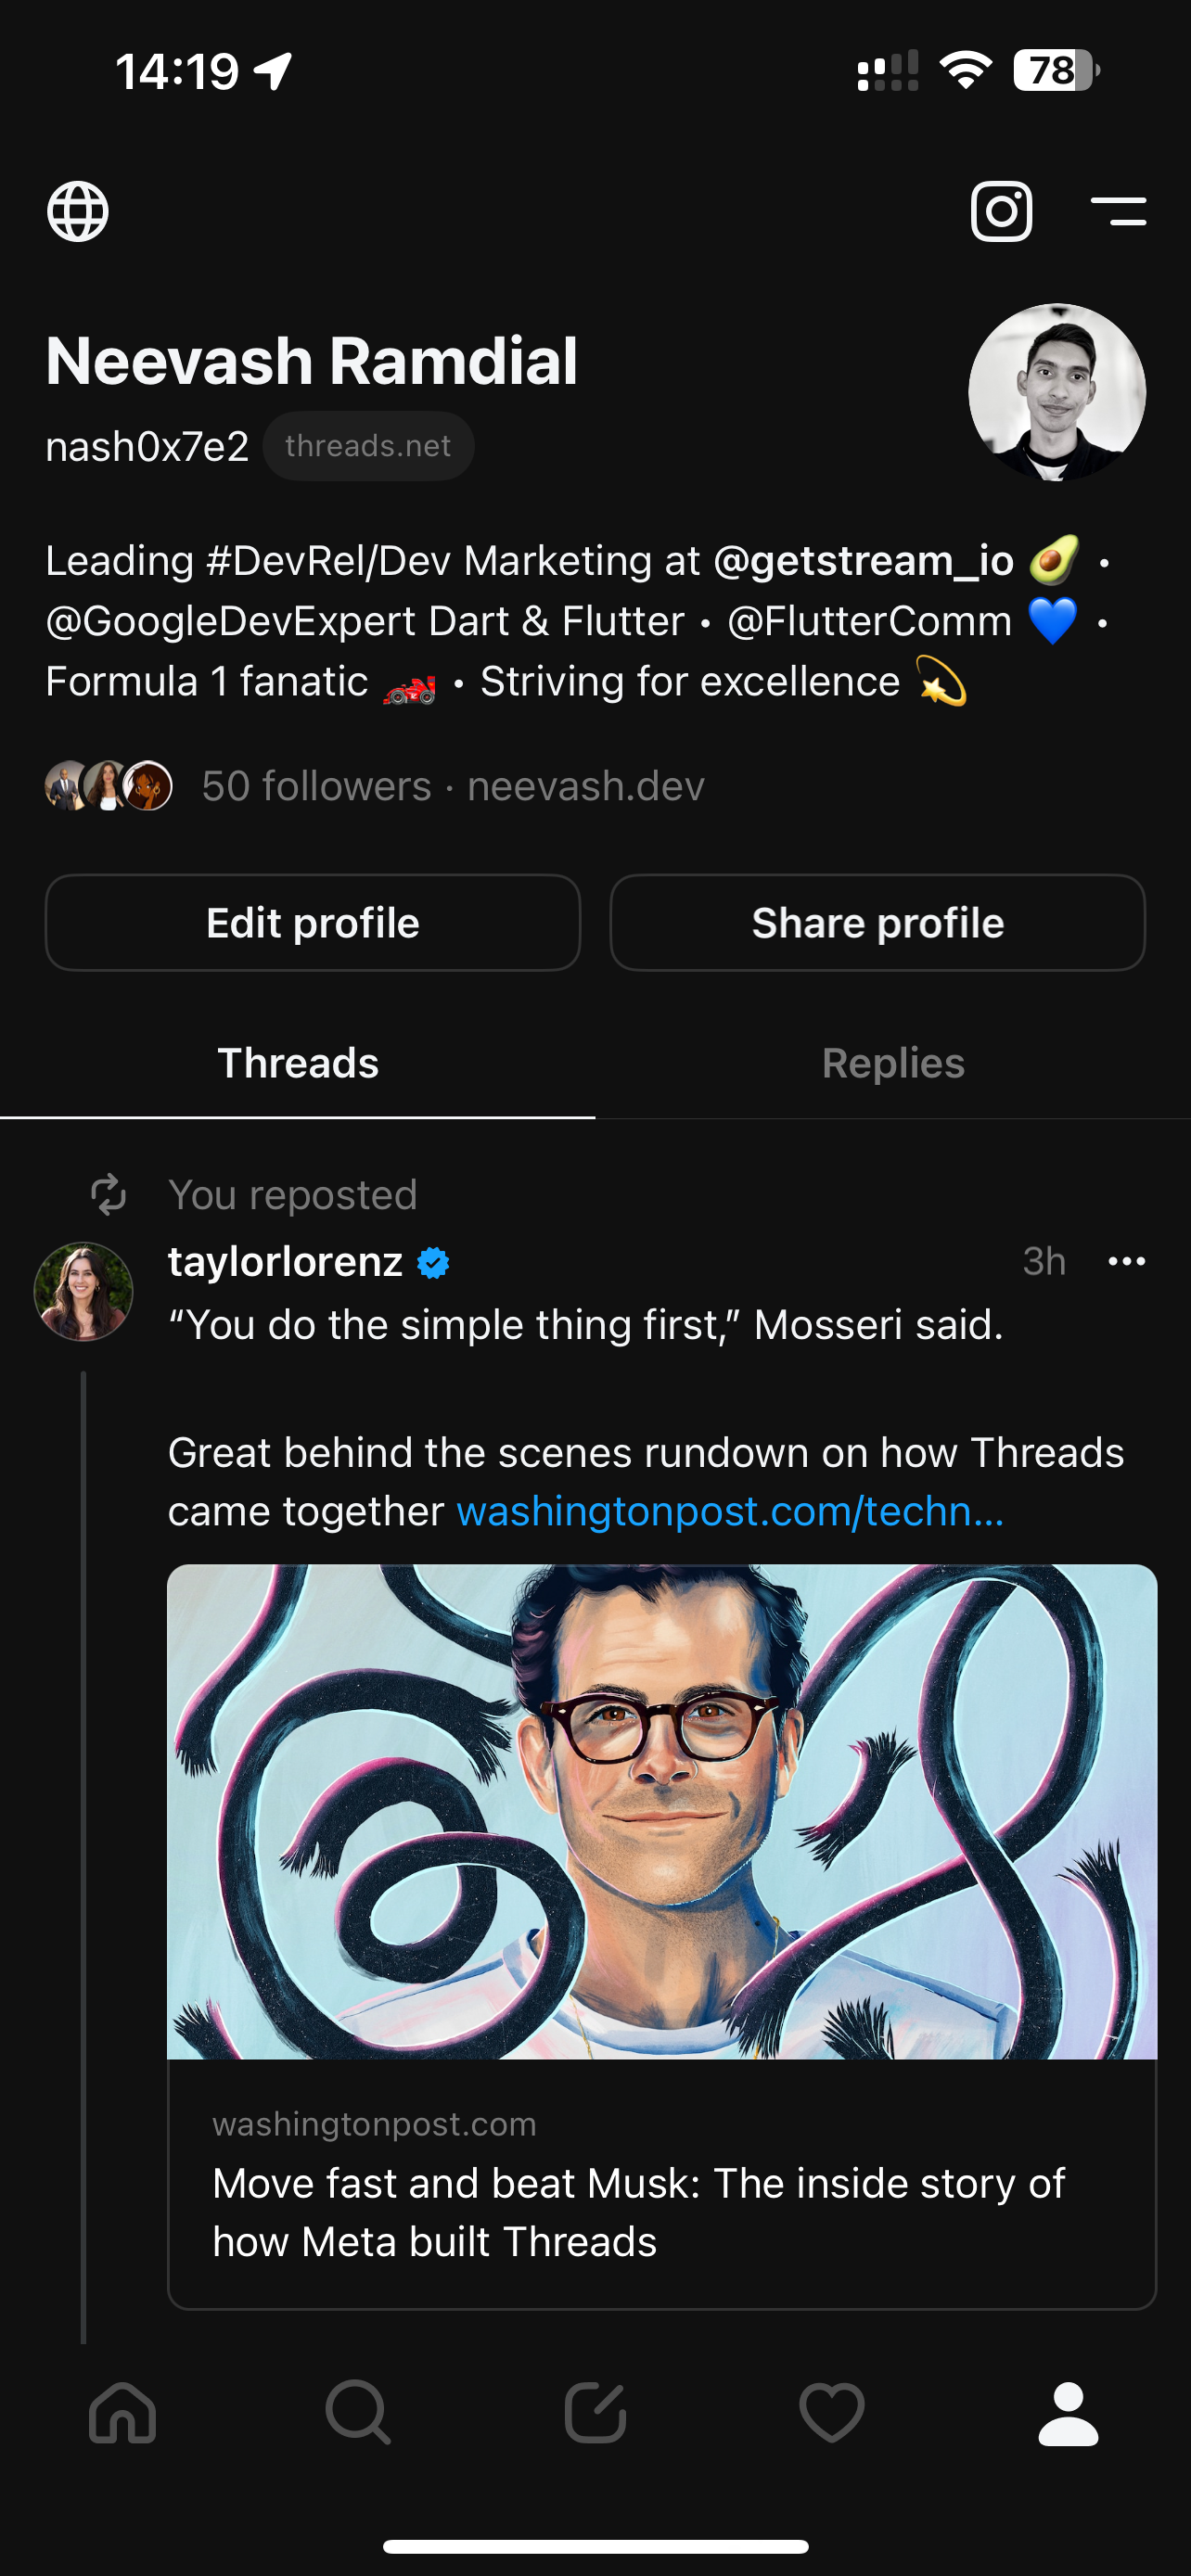 14:19
78
Neevash Ramdial
nash0x7e2 threads.net
Leading #DevRel/Dev Marketing at @getstream_io 🥑 •
@GoogleDevExpert Dart & Flutter • @FlutterComm 💙 •
Formula 1 fanatic 🏎️ • Striving for excellence 💫
50 followers · neevash.dev
Edit profile
Share profile
Threads
Replies
You reposted
taylorlorenz 3h
“You do the simple thing first,” Mosseri said.
Great behind the scenes rundown on how Threads
came together washingtonpost.com/techn...
washingtonpost.com
Move fast and beat Musk: The inside story of
how Meta built Threads